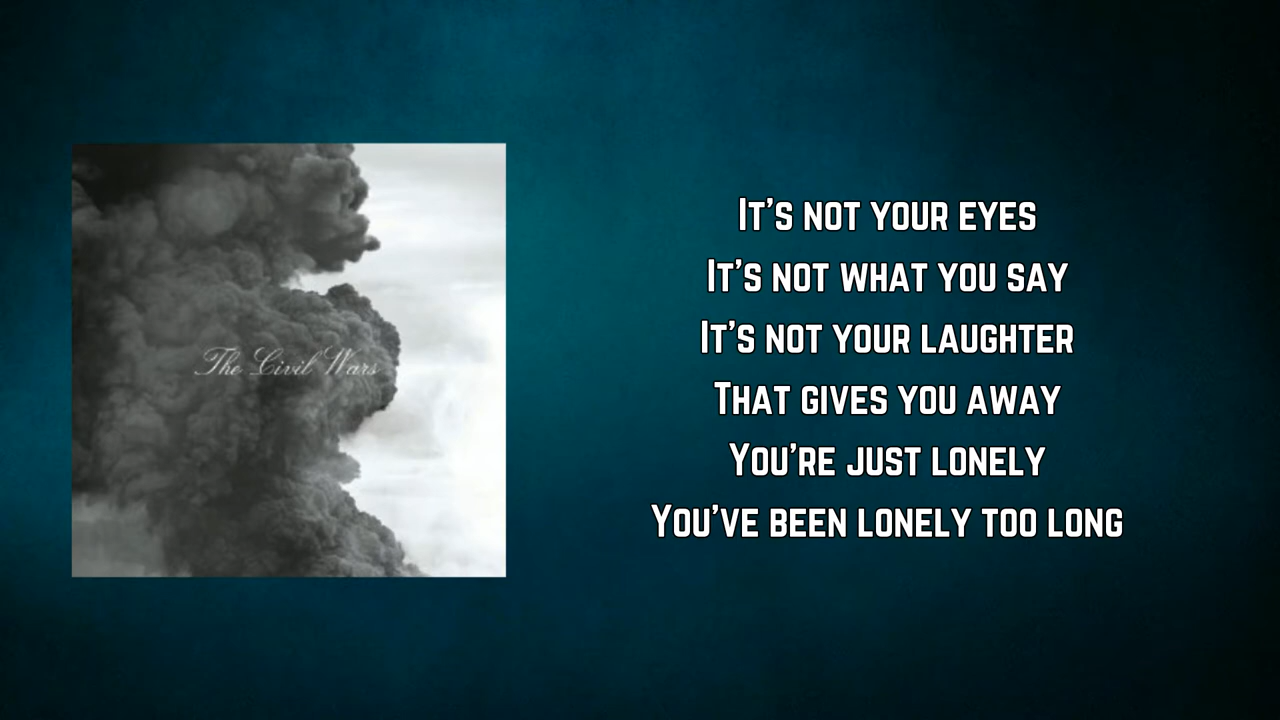 The Civil Wars
It's not your eyes
It's not what you say
It's not your laughter
That gives you away
You're just lonely
You've been lonely too long